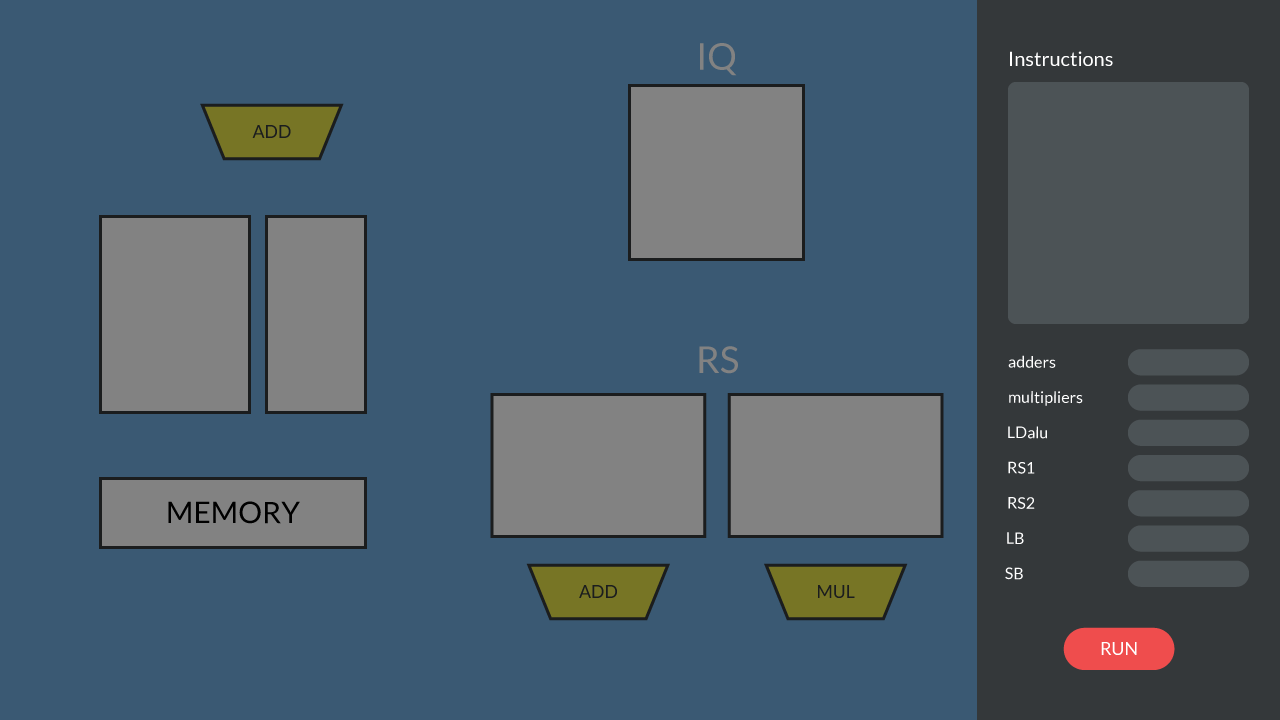 IQ
ADD
MEMORY
RS
ADD
MUL
Instructions
adders
multipliers
LDalu
RS1
RS2
LB
SB
RUN